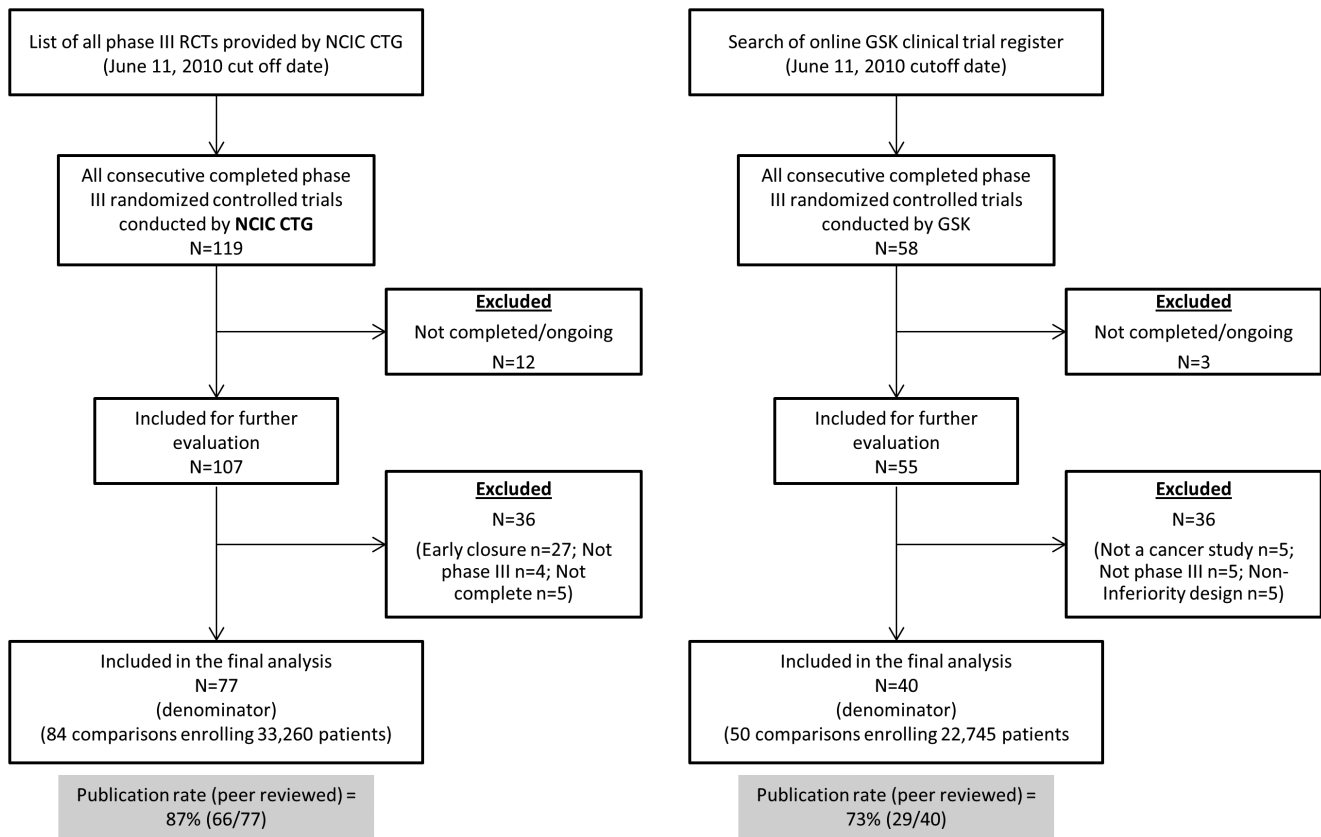 List of all phase III RCTs provided by NCIC CTG
(June 11, 2010 cut off date)
All consecutive completed phase
III randomized controlled trials
conducted by NCIC CTG
N=119
Excluded
Not completed/ongoing
N=12
Included for further
evaluation
N=107
Excluded
N=36
(Early closure n=27; Not
phase III n=4; Not
complete n=5)
Included in the final analysis
N=77
(denominator)
(84 comparisons enrolling 33,260 patients)
Publication rate (peer reviewed) =
87% (66/77)
Search of online GSK clinical trial register
(June 11, 2010 cutoff date)
All consecutive completed phase
III randomized controlled trials
conducted by GSK
N=58
Excluded
Not completed/ongoing
N=3
Included for further
evaluation
N=55
Excluded
N=36
(Not a cancer study n=5;
Not phase III n=5; Non-
Inferiority design n=5)
Included in the final analysis
N=40
(denominator)
(50 comparisons enrolling 22,745 patients
Publication rate (peer reviewed) =
73% (29/40)